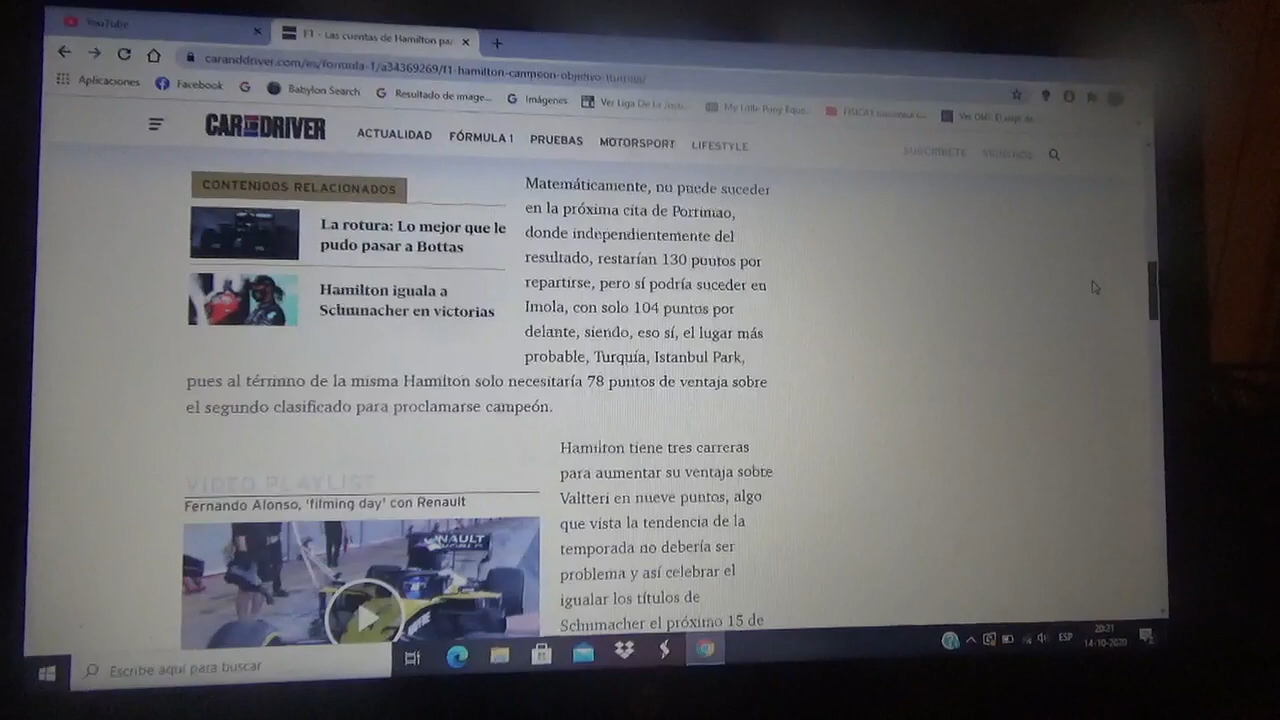 YouTube
F1 - Las cuentas de Hamilton pa
caranddriver.com/es/formula-1/a34369269/f1-hamilton-campeon-objetivo-turquia/
Aplicaciones
Facebook
Babylon Search
Resultado de image...
Imágenes
Ver Liga De La
My Little Pony Eque...
CAR AND DRIVER
ACTUALIDAD
FÓRMULA 1
PRUEBAS
MOTORSPORT
LIFESTYLE
SUSCRÍBETE
SÍGUENOS
CONTENIDOS RELACIONADOS
La rotura: Lo mejor que le
pudo pasar a Bottas
Hamilton iguala a
Schumacher en victorias
Matemáticamente, no puede suceder
en la próxima cita de Portimao,
donde independientemente del
resultado, restarían 130 puntos por
repartirse, pero sí podría suceder en
Imola, con solo 104 puntos por
delante, siendo, eso sí, el lugar más
probable, Turquía, Istanbul Park,
pues al término de la misma Hamilton solo necesitaría 78 puntos de ventaja sobre
el segundo clasificado para proclamarse campeón.
VIDEO PLAYLIST
Fernando Alonso, 'filming day' con Renault
Hamilton tiene tres carreras
para aumentar su ventaja sobre
Valtteri en nueve puntos, algo
que vista la tendencia de la
temporada no debería ser
problema y así celebrar el
igualar los títulos de
Schumacher el próximo 15 de
Escribe aquí para buscar
ESP
20:21
14-10-2020